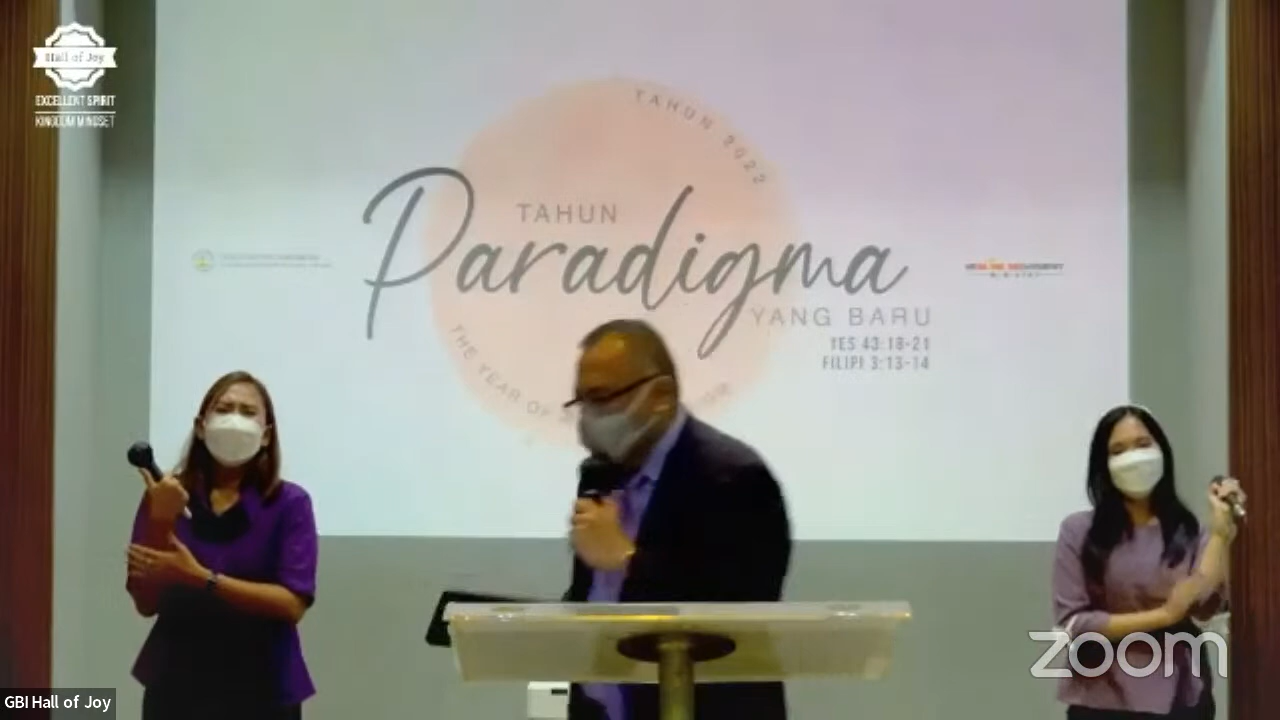 Hall of Joy
EXCELLENT SPIRIT
KINGDOM MINDSET
TAHUN 2022
TAHUN
Paradigma
YANG BARU
YES 43:18-21
FILIPI 3:13-14
THE YEAR OF
zoom
GBI Hall of Joy